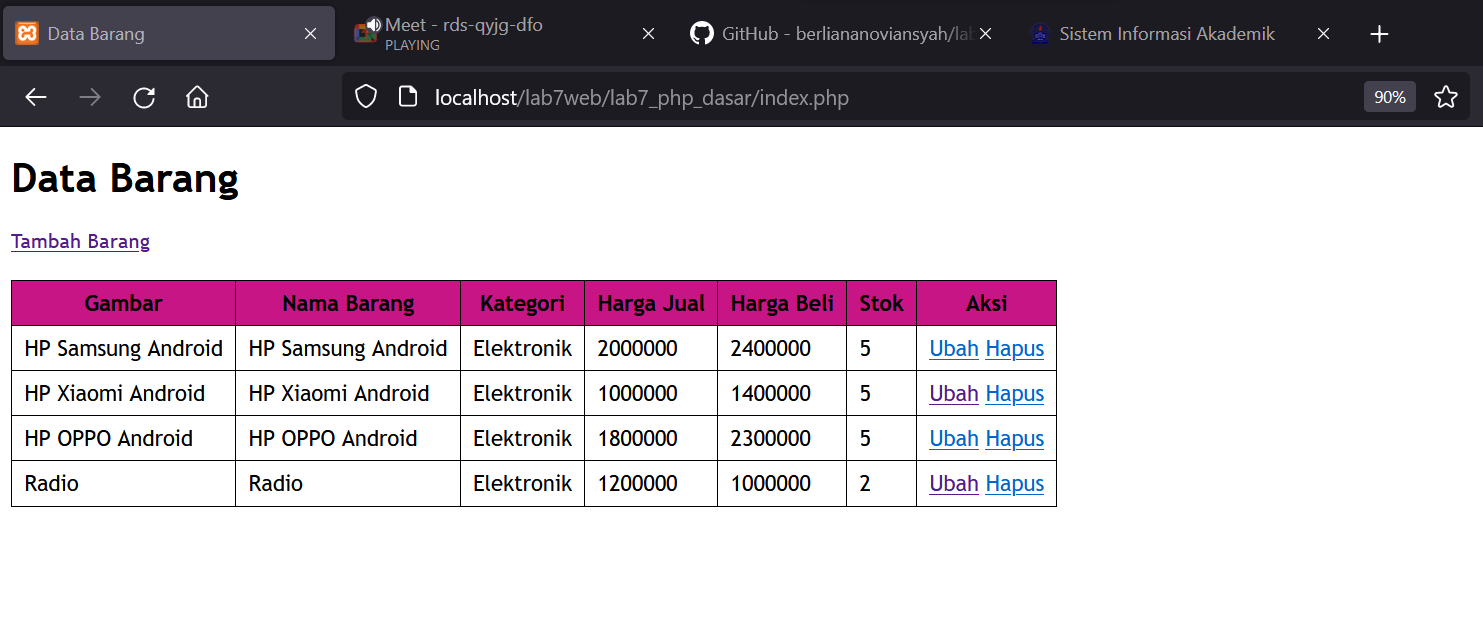 Data Barang
Meet - rds-qyjg-dfo
PLAYING
GitHub - berliananoviansyah/lab
Sistem Informasi Akademik
localhost/lab7web/lab7_php_dasar/index.php
90%
Data Barang
Tambah Barang
Gambar Nama Barang Kategori Harga Jual Harga Beli Stok Aksi
HP Samsung Android HP Samsung Android Elektronik 2000000 2400000 5 Ubah Hapus
HP Xiaomi Android HP Xiaomi Android Elektronik 1000000 1400000 5 Ubah Hapus
HP OPPO Android HP OPPO Android Elektronik 1800000 2300000 5 Ubah Hapus
Radio Radio Elektronik 1200000 1000000 2 Ubah Hapus